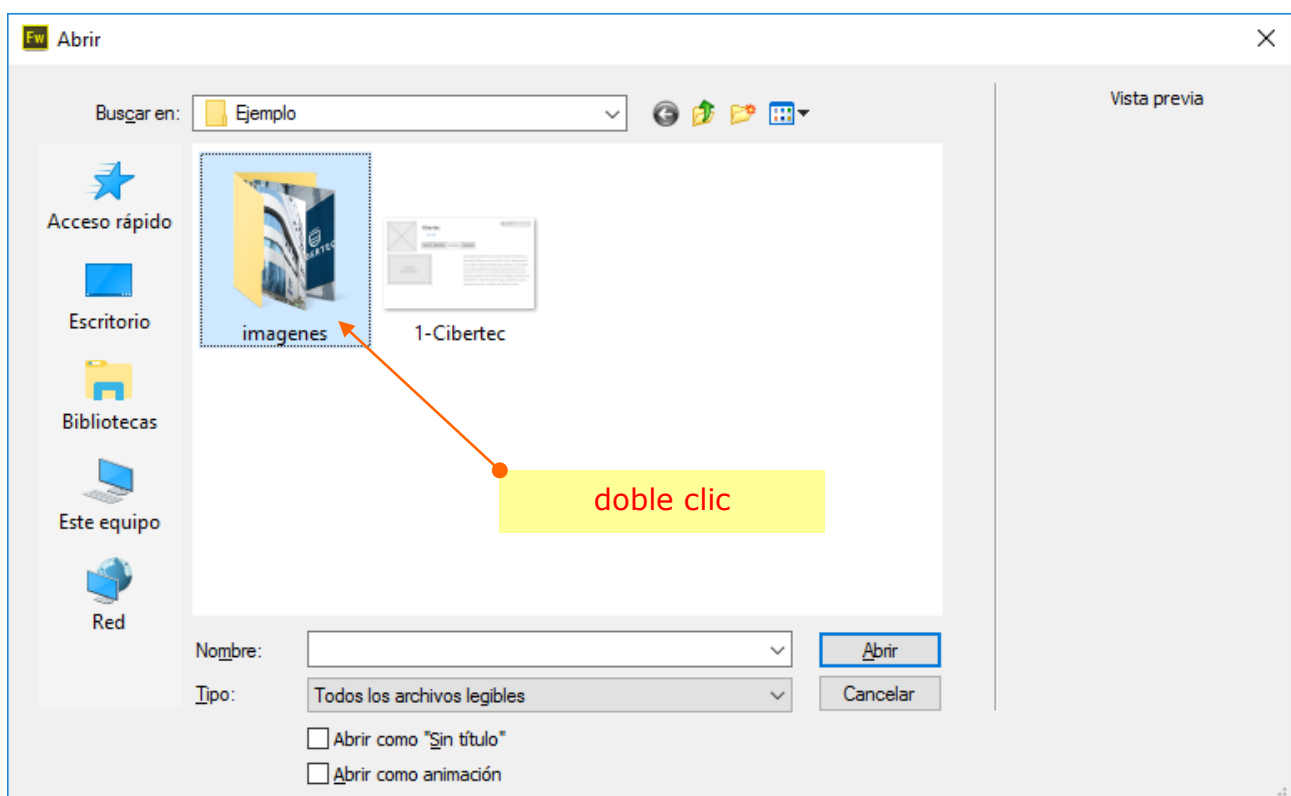 Fw Abrir
Buscar en: Ejemplo
Vista previa
Acceso rápido
Escritorio
Bibliotecas
Este equipo
Red
imagenes
1-Cibertec
doble clic
Nombre:
Abrir
Tipo: Todos los archivos legibles
Cancelar
Abrir como "Sin título"
Abrir como animación